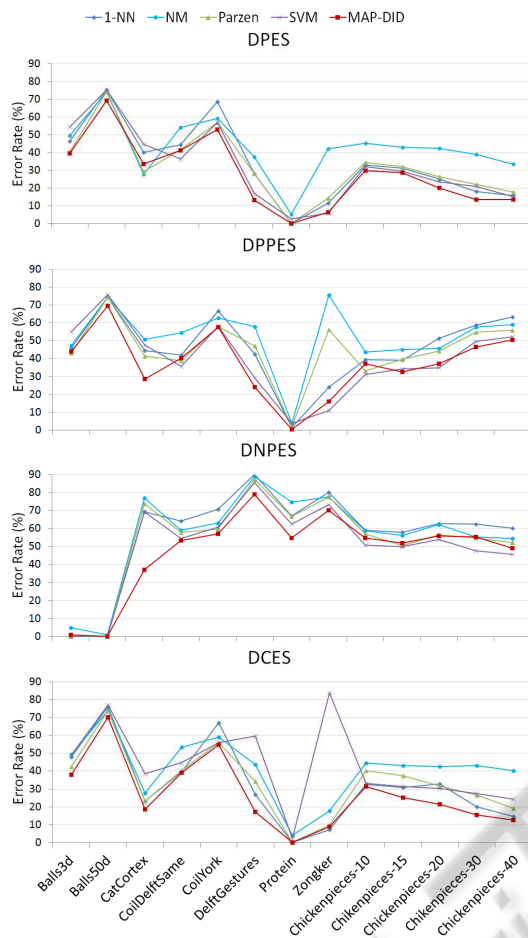 1-NN NM Parzen SVM MAP-DID
DPES
Error Rate (%)
90
80
70
60
50
40
30
20
10
0
DPPES
Error Rate (%)
90
80
70
60
50
40
30
20
10
0
DNPES
Error Rate (%)
90
80
70
60
50
40
30
20
10
0
DCES
Error Rate (%)
90
80
70
60
50
40
30
20
10
0
Balls3d
Balls50d
CatCortex
CoilDelftSame
CoilYork
DelftGestures
Protein
Zongker
Chickenpieces-10
Chikenpieces-15
Chickenpieces-20
Chikenpieces-30
Chickenpieces-40